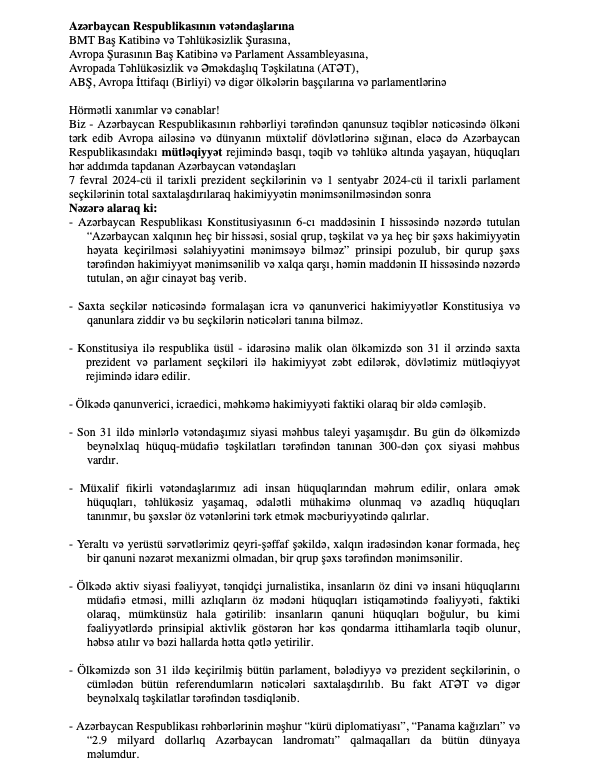 Azərbaycan Respublikasının vətəndaşlarına
BMT Baş Katibinə və Təhlükəsizlik Şurasına,
Avropa Şurasının Baş Katibinə və Parlament Assambleyasına,
Avropada Təhlükəsizlik və Əməkdaşlıq Təşkilatına (ATƏT),
ABŞ, Avropa İttifaqı (Birliyi) və digər ölkələrin başçılarına və parlamentlərinə
Hörmətli xanımlar və cənablar!
Biz - Azərbaycan Respublikasının rəhbərliyi tərəfindən qanunsuz təqiblər nəticəsində ölkəni
tərk edib Avropa ailəsinə və dünyanın müxtəlif dövlətlərinə sığınan, eləcə də Azərbaycan
Respublikasındakı mütləqiyyət rejimində basqı, təqib və təhlükə altında yaşayan, hüquqları
hər addımda tapdanan Azərbaycan vətəndaşları
7 fevral 2024-cü il tarixli prezident seçkilərinin və 1 sentyabr 2024-cü il tarixli parlament
seçkilərinin total saxtalaşdırılaraq hakimiyyətin mənimsənilməsindən sonra
Nəzərə alaraq ki:
- Azərbaycan Respublikası Konstitusiyasının 6-cı maddəsinin I hissəsində nəzərdə tutulan
“Azərbaycan xalqının heç bir hissəsi, sosial qrup, təşkilat və ya heç bir şəxs hakimiyyətin
həyata keçirilməsi səlahiyyətini mənimsəyə bilməz” prinsipi pozulub, bir qurup şəxs
tərəfindən hakimiyyət mənimsənilib və xalqa qarşı, həmin maddənin II hissəsində nəzərdə
tutulan, ən ağır cinayət baş verib.
- Saxta seçkilər nəticəsində formalaşan icra və qanunverici hakimiyyətlər Konstitusiya və
qanunlara ziddir və bu seçkilərin nəticələri tanına bilməz.
- Konstitusiya ilə respublika üsül - idarəsinə malik olan ölkəmizdə son 31 il ərzində saxta
prezident və parlament seçkiləri ilə hakimiyyət zəbt edilərək, dövlətimiz mütləqiyyət
rejimində idarə edilir.
- Ölkədə qanunverici, icraedici, məhkəmə hakimiyyəti faktiki olaraq bir əldə cəmləşib.
- Son 31 ildə minlərlə vətəndaşımız siyasi məhbus taleyi yaşamışdır. Bu gün də ölkəmizdə
beynəlxalq hüquq-müdafiə təşkilatları tərəfindən tanınan 300-dən çox siyasi məhbus
vardır.
- Müxalif fikirli vətəndaşlarımız adi insan hüquqlarından məhrum edilir, onlara əmək
hüquqları, təhlükəsiz yaşamaq, ədalətli mühakimə olunmaq və azadlıq hüquqları
tanınmır, bu şəxslər öz vətənlərini tərk etmək məcburiyyətində qalırlar.
- Yeraltı və yerüstü sərvətlərimiz qeyri-şəffaf şəkildə, xalqın iradəsindən kənar formada, heç
bir qanuni nəzarət mexanizmi olmadan, bir qrup şəxs tərəfindən mənimsənilir.
- Ölkədə aktiv siyasi fəaliyyət, tənqidçi jurnalistika, insanların öz dini və insani hüquqlarını
müdafiə etməsi, milli azlıqların öz mədəni hüquqları istiqamətində fəaliyyəti, faktiki
olaraq, mümkünsüz hala gətirilib: insanların qanuni hüquqları boğulur, bu kimi
fəaliyyətlərdə prinsipial aktivlik göstərən hər kəs qondarma ittihamlarla təqib olunur,
həbsə atılır və bəzi hallarda hətta qətlə yetirilir.
- Ölkəmizdə son 31 ildə keçirilmiş bütün parlament, bələdiyyə və prezident seçkilərinin, o
cümlədən bütün referendumların nəticələri saxtalaşdırılıb. Bu fakt ATƏT və digər
beynəlxalq təşkilatlar tərəfindən təsdiqlənib.
- Azərbaycan Respublikası rəhbərlərinin məşhur “kürü diplomatiyası”, “Panama kağızları” və
“2.9 milyard dollarlıq Azərbaycan landromatı” qalmaqalları da bütün dünyaya
məlumdur.